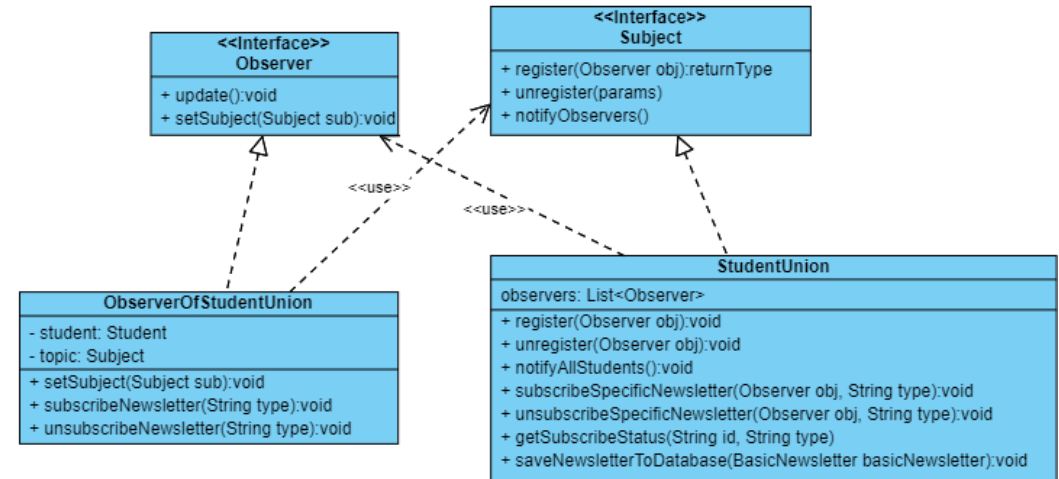 <<Interface>>
Observer
+ update():void
+ setSubject(Subject sub):void
<<Interface>>
Subject
+ register(Observer obj):returnType
+ unregister(params)
+ notifyObservers()
<<use>>
<<use>>
ObserverOfStudentUnion
- student: Student
- topic: Subject
+ setSubject(Subject sub):void
+ subscribeNewsletter(String type):void
+ unsubscribeNewsletter(String type):void
StudentUnion
observers: List<Observer>
+ register(Observer obj):void
+ unregister(Observer obj):void
+ notifyAllStudents():void
+ subscribeSpecificNewsletter(Observer obj, String type):void
+ unsubscribeSpecificNewsletter(Observer obj, String type):void
+ getSubscribeStatus(String id, String type)
+ saveNewsletterToDatabase(BasicNewsletter basicNewsletter):void